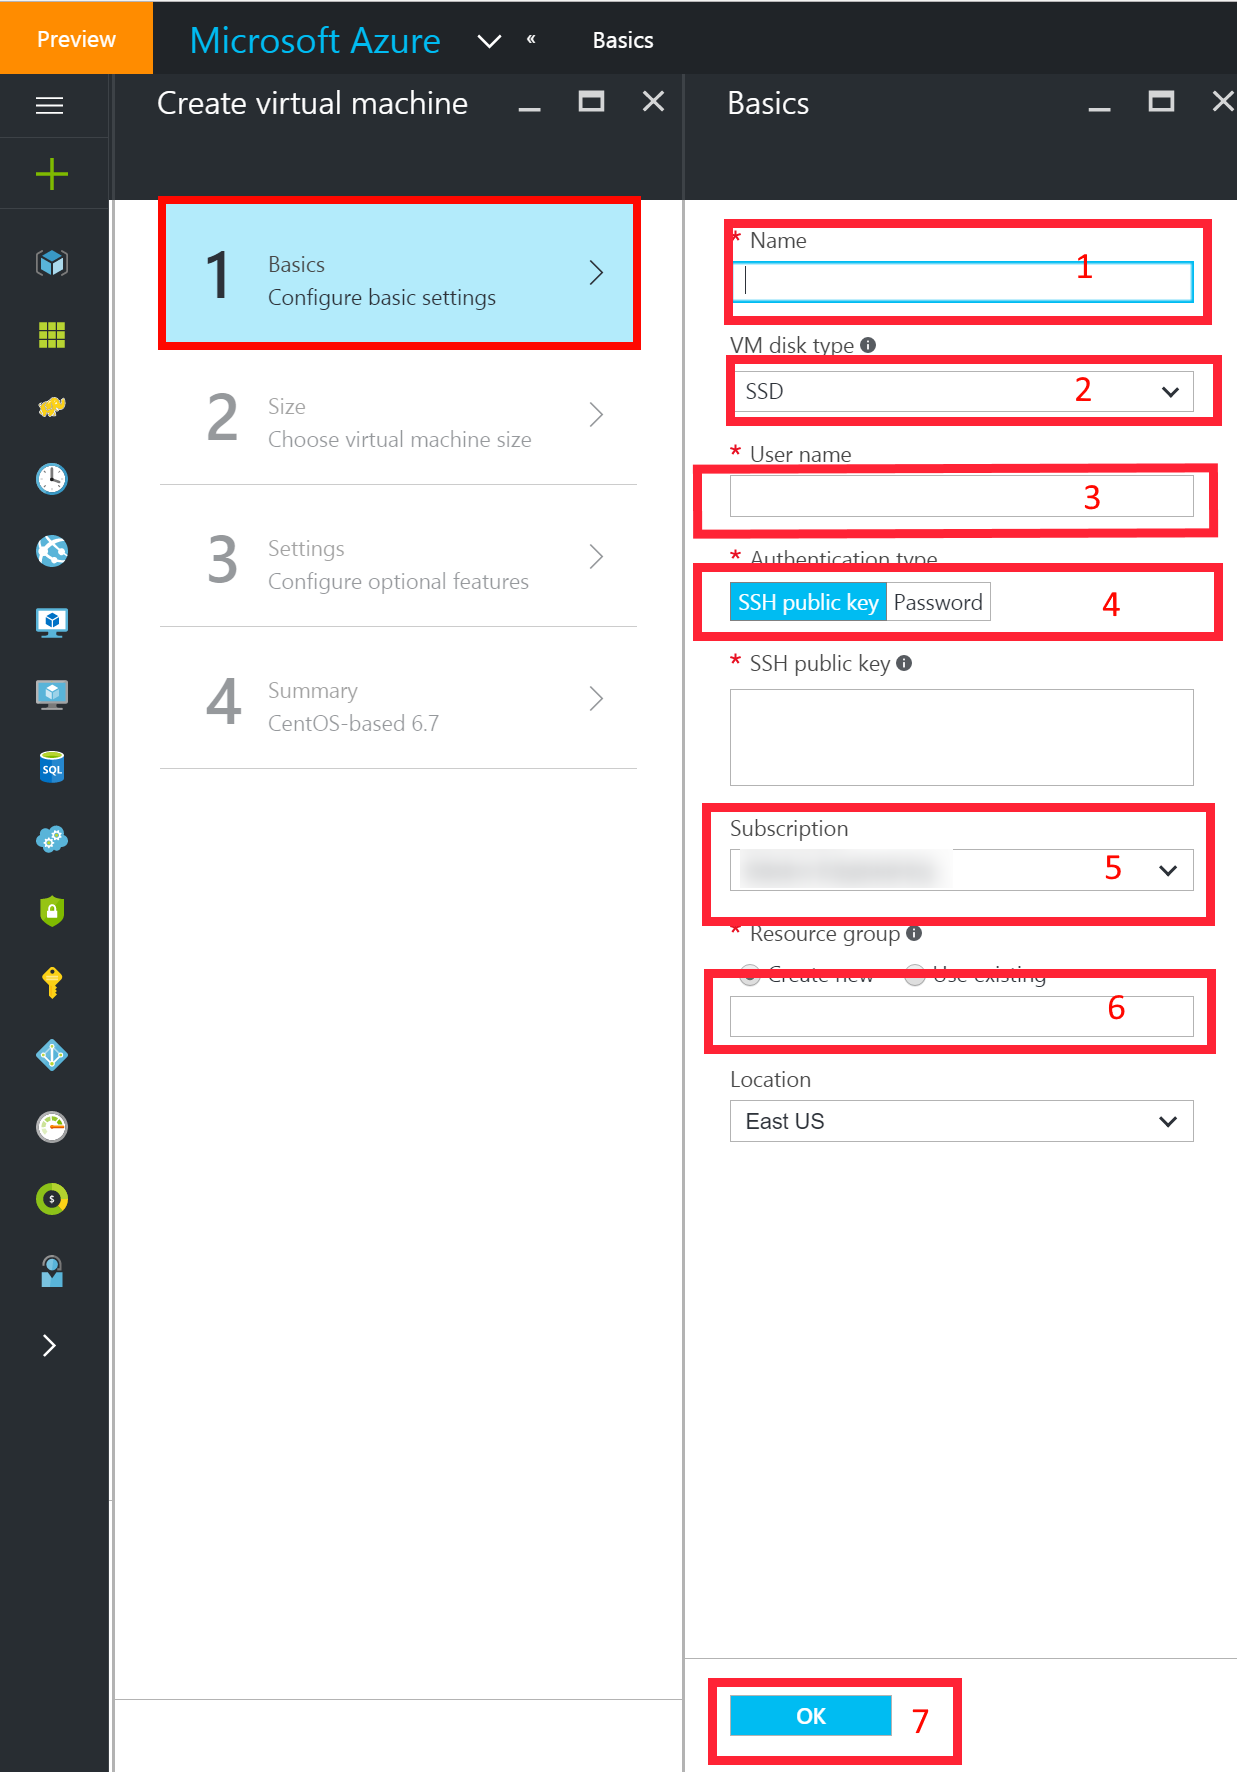 Preview
Microsoft Azure
«
Basics
Create virtual machine
Basics
1
Basics
Configure basic settings
2
Size
Choose virtual machine size
3
Settings
Configure optional features
4
Summary
CentOS-based 6.7
SQL
$
* Name
1
VM disk type
SSD
2
* User name
3
* Authentication type
SSH public key
Password
4
* SSH public key
Subscription
5
* Resource group
Create new
Use existing
6
Location
East US
OK
7